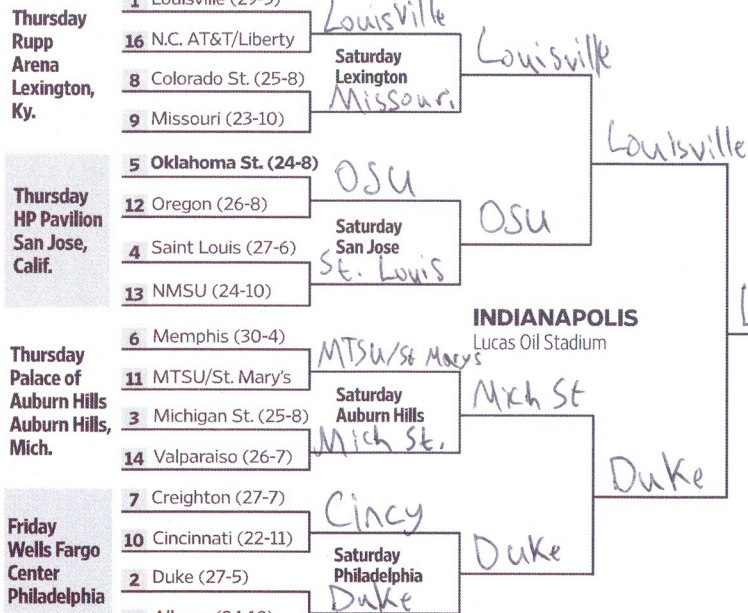 Thursday
Rupp
Arena
Lexington,
Ky.
1 Louisville (29-5)
16 N.C. AT&T/Liberty
8 Colorado St. (25-8)
9 Missouri (23-10)
Louisville
Saturday
Lexington
Missouri
Louisville
Thursday
HP Pavilion
San Jose,
Calif.
5 Oklahoma St. (24-8)
12 Oregon (26-8)
4 Saint Louis (27-6)
13 NMSU (24-10)
OSU
Saturday
San Jose
St. Louis
OSU
Louisville
Thursday
Palace of
Auburn Hills
Auburn Hills,
Mich.
6 Memphis (30-4)
11 MTSU/St. Mary's
3 Michigan St. (25-8)
14 Valparaiso (26-7)
MTSU/St Marys
Saturday
Auburn Hills
Mich St.
Mich St
Friday
Wells Fargo
Center
Philadelphia
7 Creighton (27-7)
10 Cincinnati (22-11)
2 Duke (27-5)
Cincy
Saturday
Philadelphia
Duke
Duke
Duke
INDIANAPOLIS
Lucas Oil Stadium